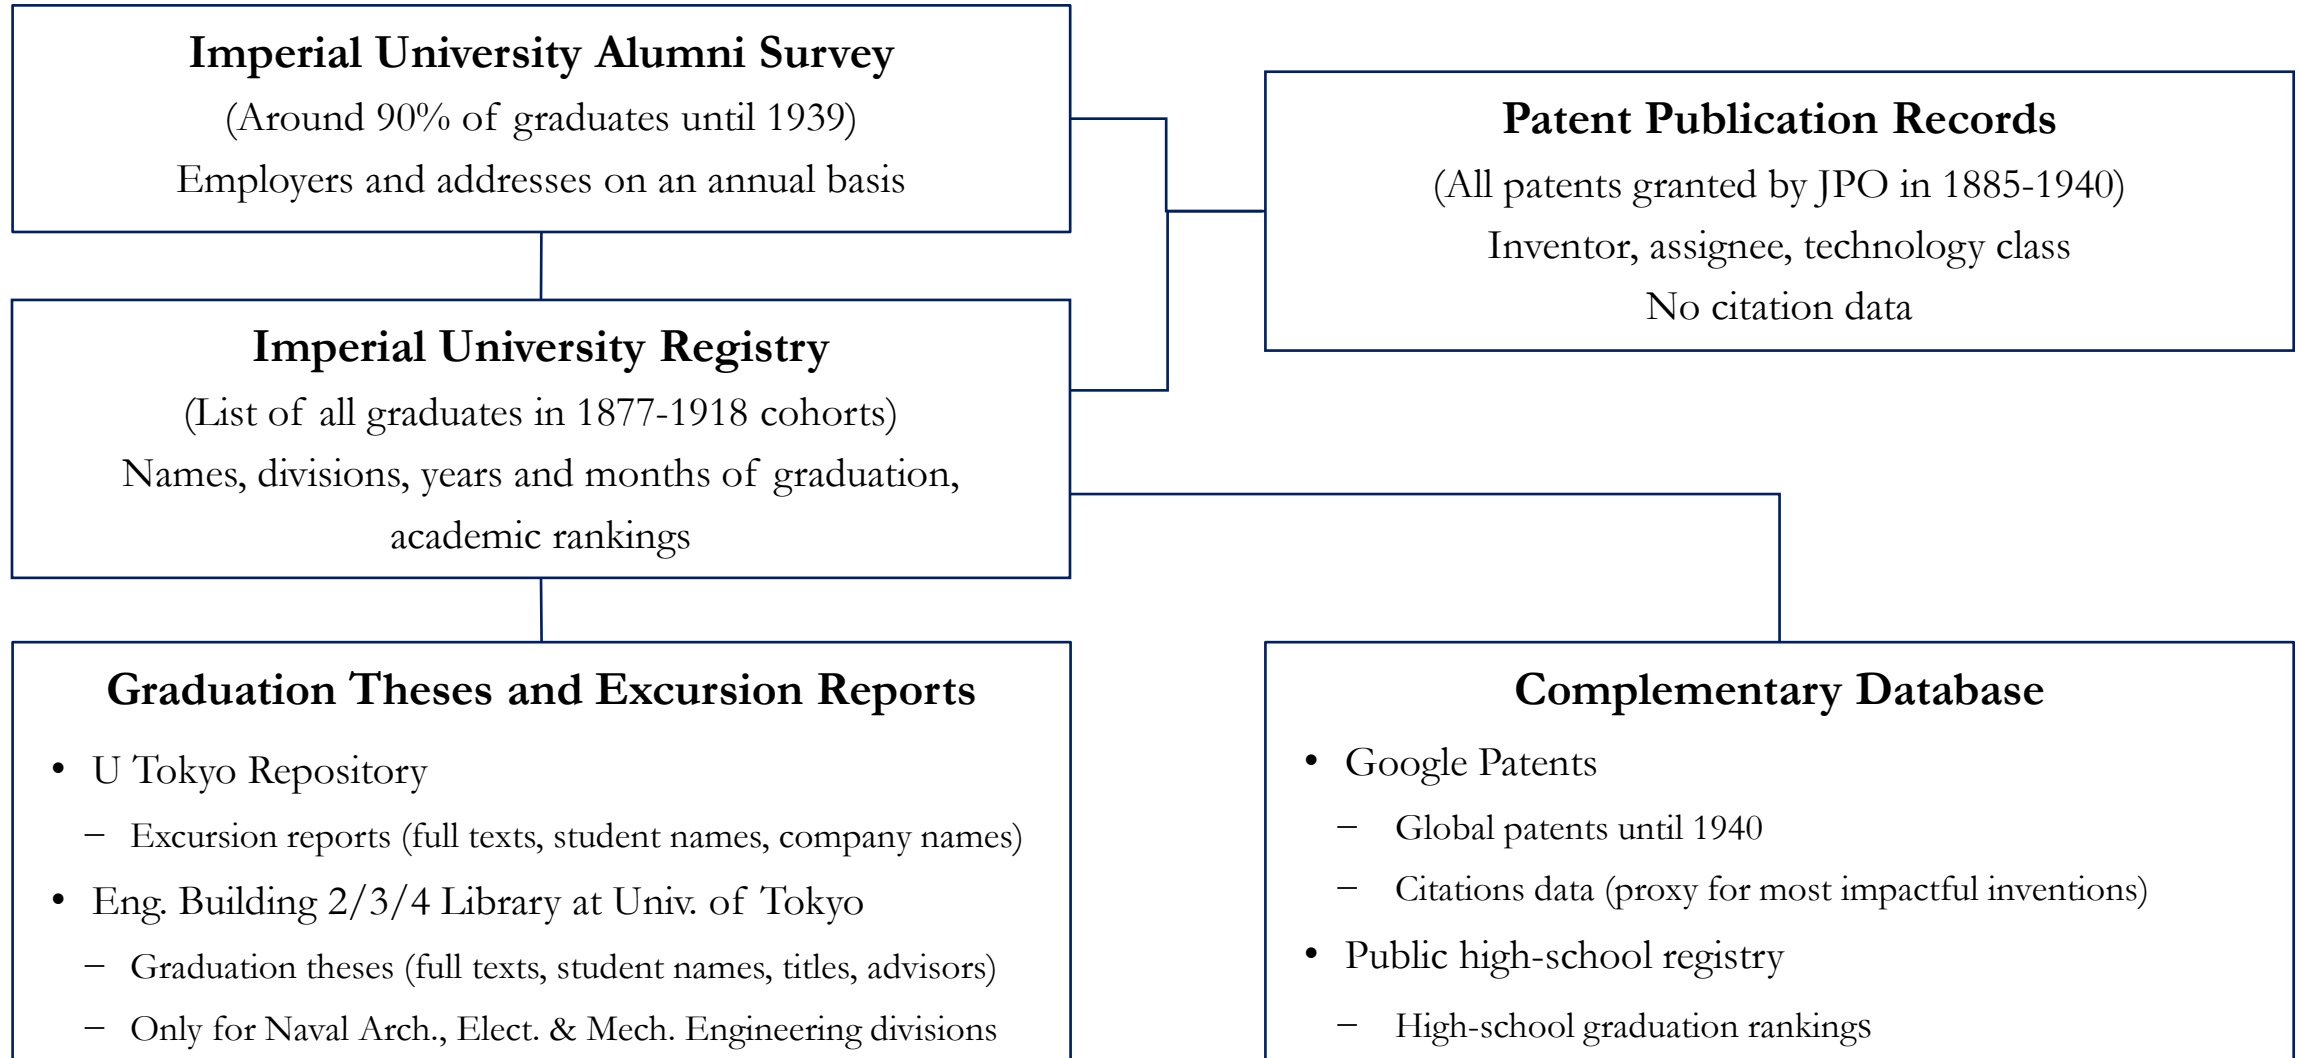 Imperial University Alumni Survey
(Around 90% of graduates until 1939)
Employers and addresses on an annual basis
Patent Publication Records
(All patents granted by JPO in 1885-1940)
Inventor, assignee, technology class
No citation data
Imperial University Registry
(List of all graduates in 1877-1918 cohorts)
Names, divisions, years and months of graduation,
academic rankings
Graduation Theses and Excursion Reports
• U Tokyo Repository
– Excursion reports (full texts, student names, company names)
• Eng. Building 2/3/4 Library at Univ. of Tokyo
– Graduation theses (full texts, student names, titles, advisors)
– Only for Naval Arch., Elect. & Mech. Engineering divisions
Complementary Database
• Google Patents
– Global patents until 1940
– Citations data (proxy for most impactful inventions)
• Public high-school registry
– High-school graduation rankings